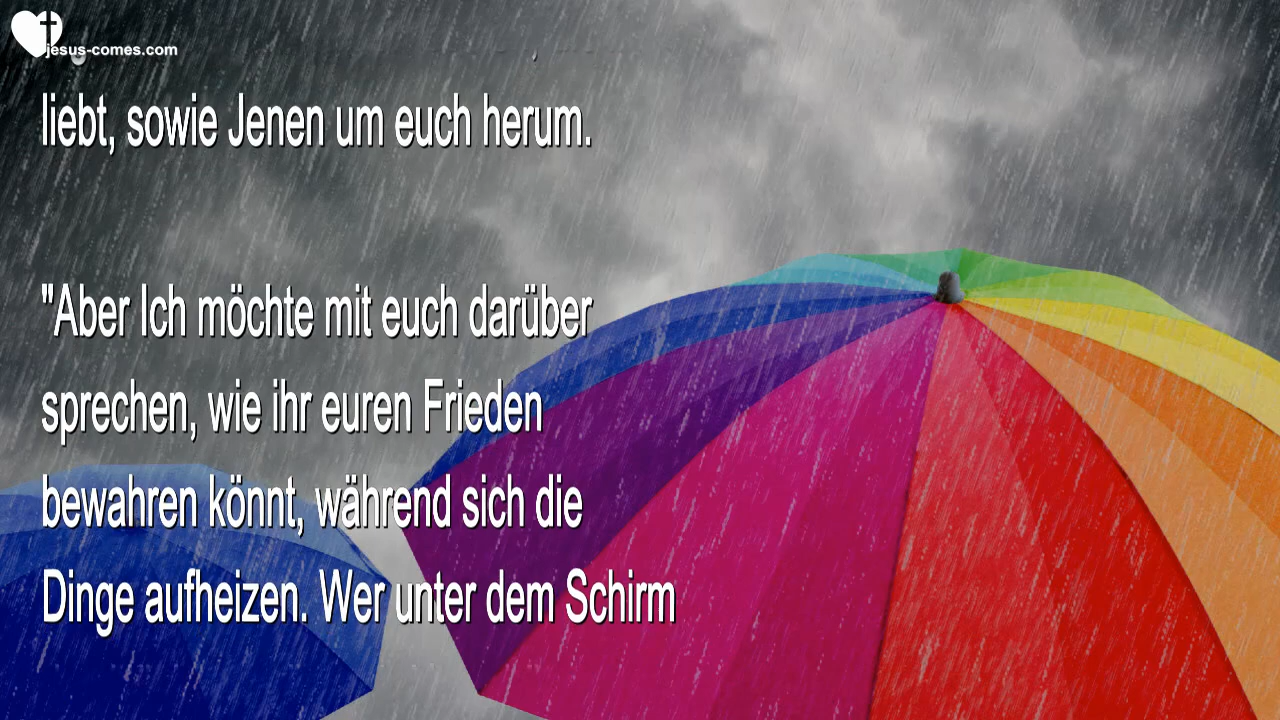 jesus-comes.com
liebt, sowie Jenen um euch herum.
"Aber Ich möchte mit euch darüber
sprechen, wie ihr euren Frieden
bewahren könnt, während sich die
Dinge aufheizen. Wer unter dem Schirm